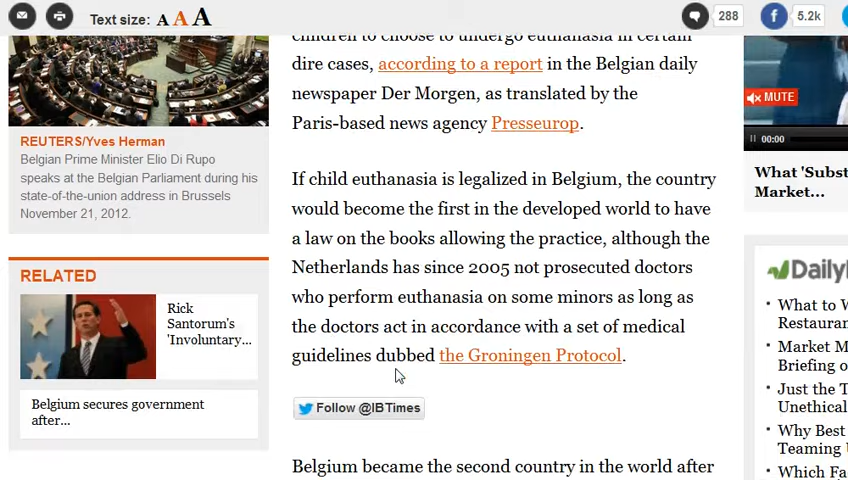 Text size: A A A
288
5.2k
children to choose to undergo euthanasia in certain
dire cases, according to a report in the Belgian daily
newspaper Der Morgen, as translated by the
Paris-based news agency Presseurop.
REUTERS/Yves Herman
Belgian Prime Minister Elio Di Rupo
speaks at the Belgian Parliament during his
state-of-the-union address in Brussels
November 21, 2012.
If child euthanasia is legalized in Belgium, the country
would become the first in the developed world to have
a law on the books allowing the practice, although the
Netherlands has since 2005 not prosecuted doctors
who perform euthanasia on some minors as long as
the doctors act in accordance with a set of medical
guidelines dubbed the Groningen Protocol.
RELATED
Rick
Santorum's
'Involuntary...
Belgium secures government
after...
Follow @IBTimes
Belgium became the second country in the world after
MUTE
00:00
What 'Subst
Market...
Daily
What to W
Restauran
Market M
Briefing o
Just the T
Unethical
Why Best
Teaming
Which Fa